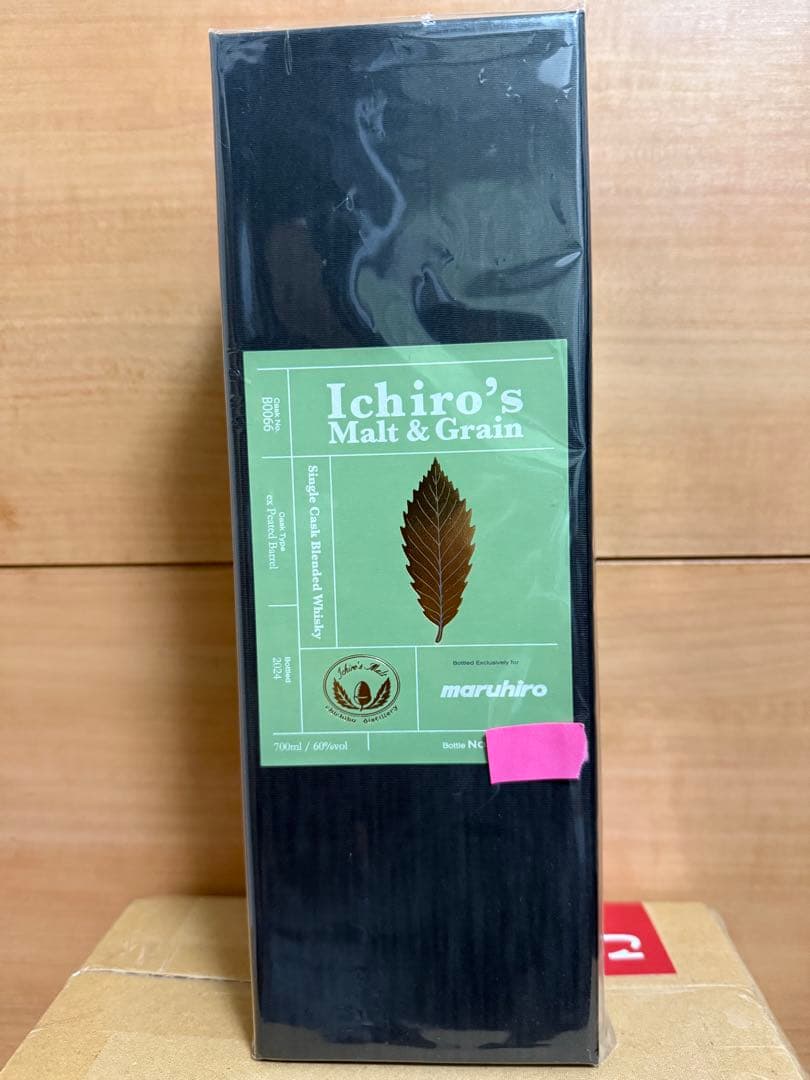 Ichiro's
Malt & Grain
Cask No.
B0066
Single Cask Blended Whisky
Cask Type
ex Peated Barrel
Bottled
2024
Ichiro's Malt
chichibu distillery
Bottled Exclusively for
maruhiro
700ml / 60%vol
Bottle No